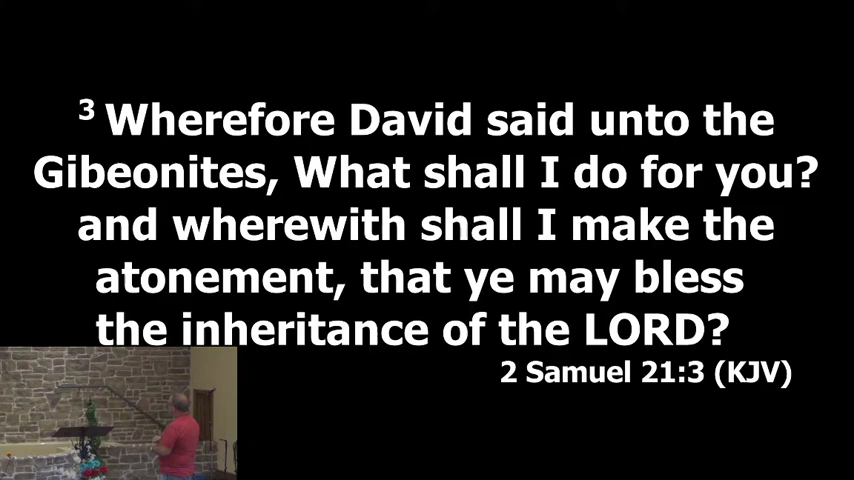 3 Wherefore David said unto the
Gibeonites, What shall I do for you?
and wherewith shall I make the
atonement, that ye may bless
the inheritance of the LORD?
2 Samuel 21:3 (KJV)